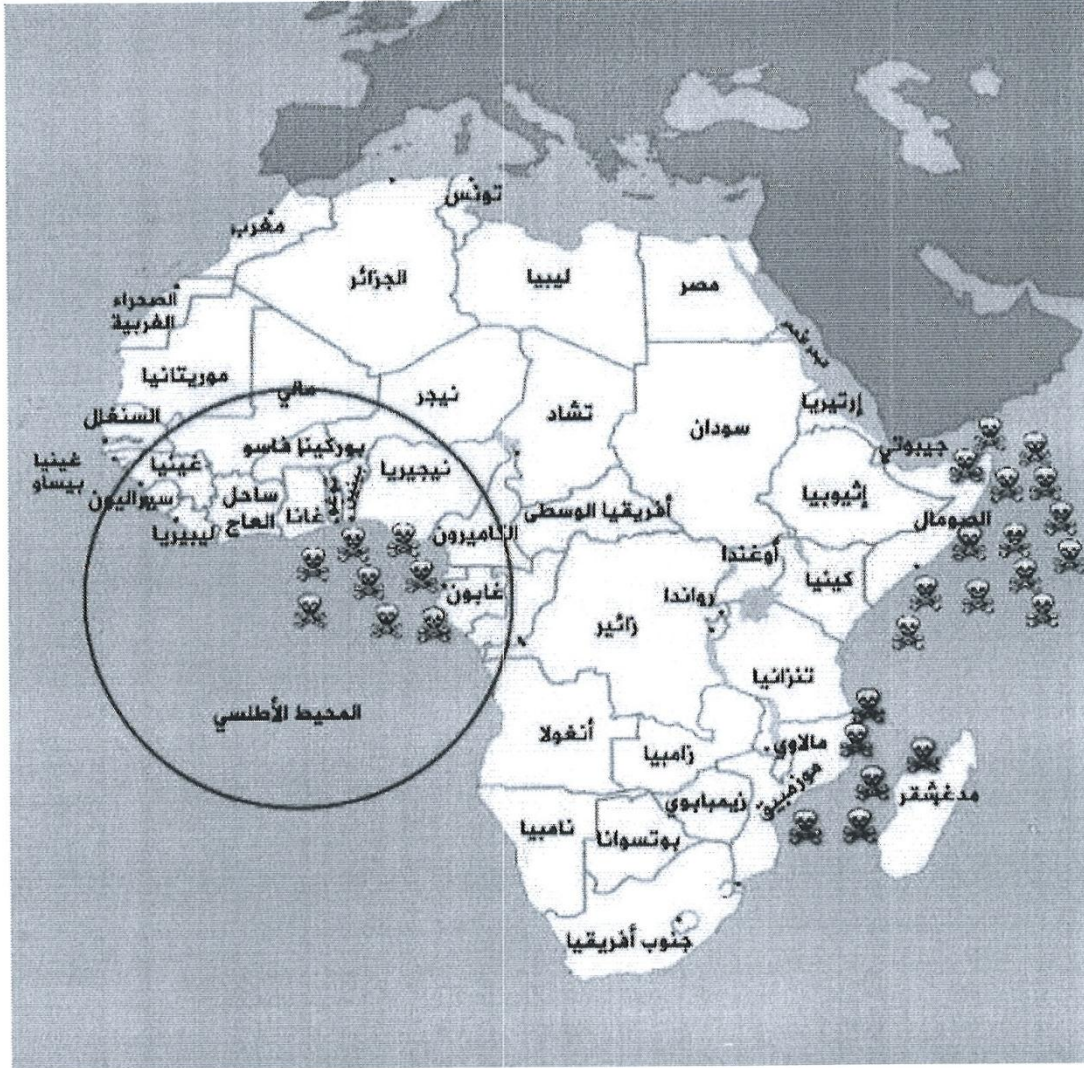 تونس
مغرب
الجزائر
ليبيا
مصر
الصحراء
الغربية
موريتانيا
مالي
نيجر
تشاد
سودان
إرتيريا
السنغال
جيبوتي
بوركينا فاسو
نيجيريا
غينيا
بيساو
غينيا
إثيوبيا
سيراليون
ساحل
العاج
غانا
أفريقيا الوسطى
الصومال
ليبيريا
الكاميرون
أوغندا
كينيا
غابون
رواندا
زائير
تنزانيا
المحيط الأطلسي
أنغولا
زامبيا
مالاوي
موزمبيق
زيمبابوي
مدغشقر
نامبيا
بوتسوانا
جنوب أفريقيا